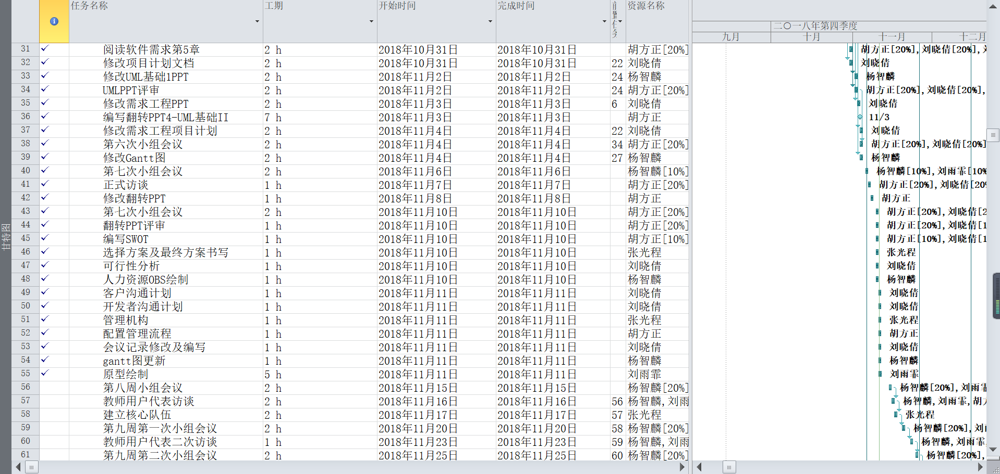 任务名称 工期 开始时间 完成时间 前置任务 资源名称
二〇一八年第四季度
九月 十月 十一月 十二月
甘特图
31 阅读软件需求第5章 2 h 2018年10月31日 2018年10月31日 胡方正[20%] 胡方正[20%],刘晓倩[20%],
32 修改项目计划文档 2 h 2018年10月31日 2018年10月31日 22 刘晓倩 刘晓倩
33 修改UML基础1PPT 2 h 2018年11月2日 2018年11月2日 24 杨智麟 杨智麟
34 UMLPPT评审 2 h 2018年11月2日 2018年11月2日 24 胡方正[20%] 胡方正[20%],刘晓倩[20%],
35 修改需求工程PPT 2 h 2018年11月3日 2018年11月3日 6 刘晓倩 刘晓倩
36 编写翻转PPT4-UML基础II 7 h 2018年11月3日 2018年11月3日 胡方正 11/3
37 修改需求工程项目计划 2 h 2018年11月4日 2018年11月4日 22 刘晓倩 刘晓倩
38 第六次小组会议 2 h 2018年11月4日 2018年11月4日 34 胡方正[20%] 胡方正[20%],刘晓倩[20%]
39 修改Gantt图 2 h 2018年11月4日 2018年11月4日 27 杨智麟 杨智麟
40 第七次小组会议 2 h 2018年11月6日 2018年11月6日 杨智麟[10%] 杨智麟[10%],刘雨霏[10%
41 正式访谈 1 h 2018年11月7日 2018年11月7日 胡方正[20%] 胡方正[20%],刘晓倩[20%
42 修改翻转PPT 1 h 2018年11月8日 2018年11月8日 胡方正 胡方正
43 第七次小组会议 2 h 2018年11月10日 2018年11月10日 胡方正[20%] 胡方正[20%],刘晓倩[2
44 翻转PPT评审 1 h 2018年11月10日 2018年11月10日 胡方正[20%] 胡方正[20%],刘晓倩[1
45 编写SWOT 1 h 2018年11月10日 2018年11月10日 胡方正[10%] 胡方正[10%],刘晓倩[1
46 选择方案及最终方案书写 1 h 2018年11月10日 2018年11月10日 张光程 张光程
47 可行性分析 1 h 2018年11月10日 2018年11月10日 刘晓倩 刘晓倩
48 人力资源OBS绘制 1 h 2018年11月10日 2018年11月10日 杨智麟 杨智麟
49 客户沟通计划 1 h 2018年11月11日 2018年11月11日 刘晓倩 刘晓倩
50 开发者沟通计划 1 h 2018年11月11日 2018年11月11日 刘晓倩 刘晓倩
51 管理机构 1 h 2018年11月11日 2018年11月11日 张光程 张光程
52 配置管理流程 1 h 2018年11月11日 2018年11月11日 胡方正 胡方正
53 会议记录修改及编写 1 h 2018年11月11日 2018年11月11日 刘晓倩 刘晓倩
54 gantt图更新 1 h 2018年11月11日 2018年11月11日 杨智麟 杨智麟
55 原型绘制 5 h 2018年11月11日 2018年11月11日 刘雨霏 刘雨霏
56 第八周小组会议 2 h 2018年11月15日 2018年11月15日 杨智麟[20%] 杨智麟[20%],刘雨霏
57 教师用户代表访谈 2 h 2018年11月16日 2018年11月16日 56 杨智麟,刘雨 杨智麟,刘雨霏,胡方
58 建立核心队伍 2 h 2018年11月17日 2018年11月17日 57 张光程 张光程
59 第九周第一次小组会议 2 h 2018年11月20日 2018年11月20日 58 杨智麟[20%] 杨智麟[20%],刘雨
60 教师用户代表二次访谈 1 h 2018年11月23日 2018年11月23日 59 杨智麟,刘雨 杨智麟,刘雨霏,
61 第九周第二次小组会议 2 h 2018年11月25日 2018年11月25日 60 杨智麟[20%] 杨智麟[20%],